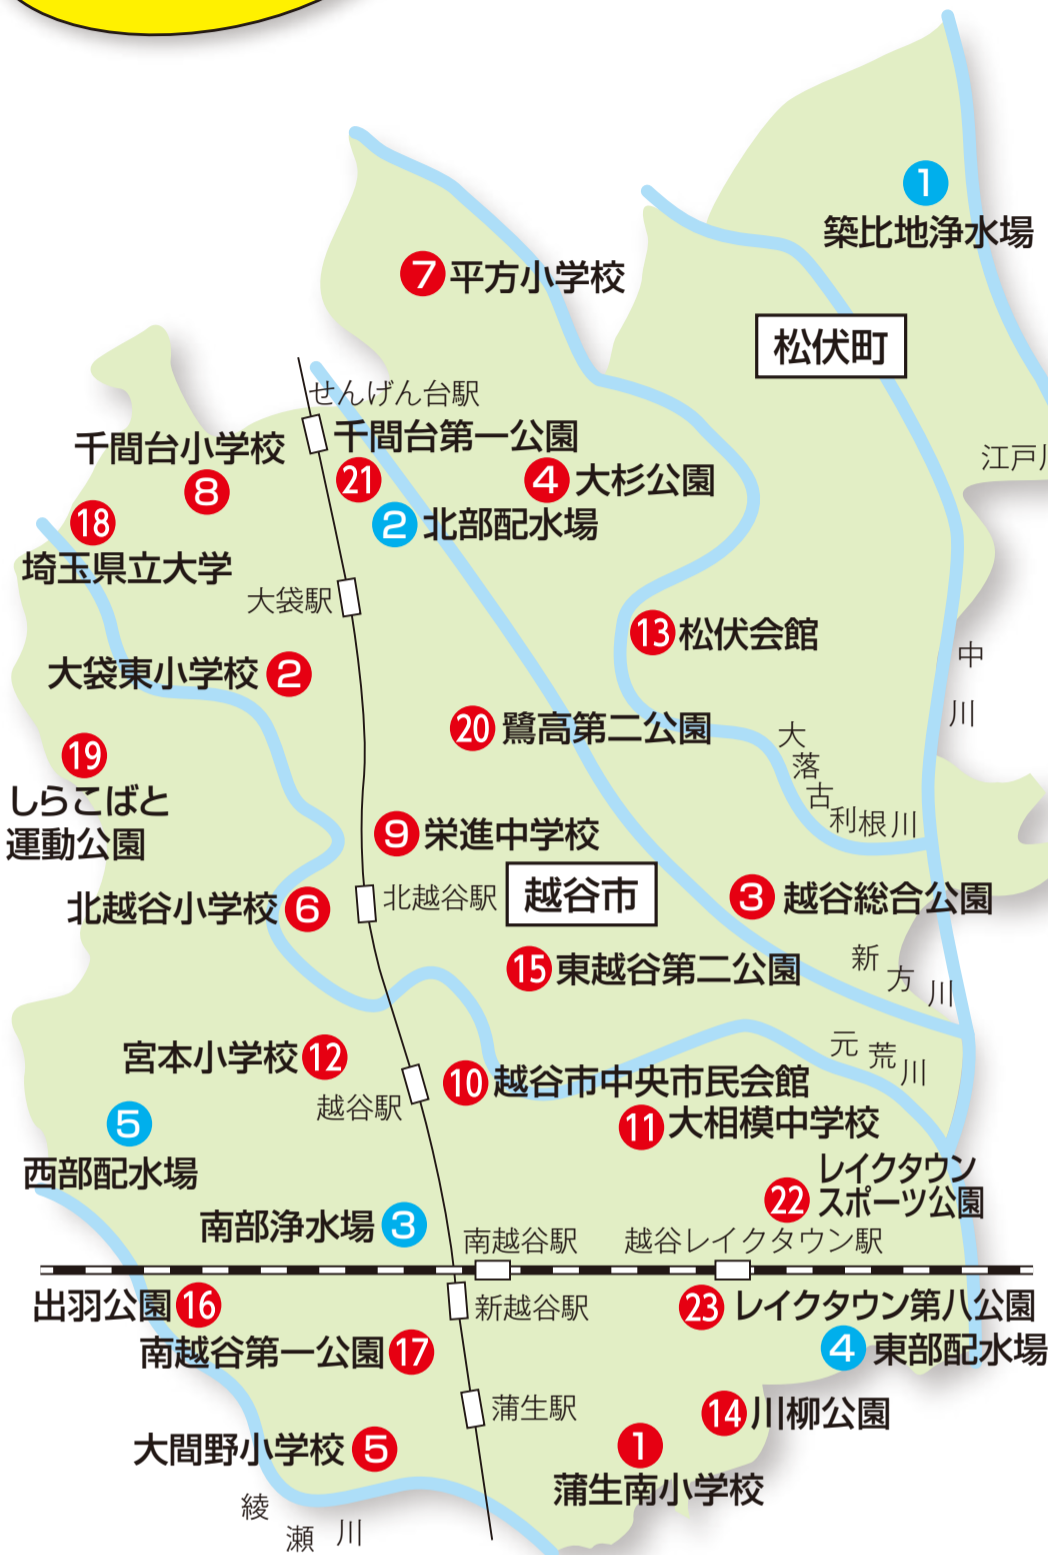 1
築比地浄水場
7 平方小学校
松伏町
せんげん台駅
千間台第一公園
21
千間台小学校
8
4 大杉公園
江戸川
18
埼玉県立大学
2 北部配水場
大袋駅
13 松伏会館
大袋東小学校 2
中川
20 鷺高第二公園
19
しらこばと
運動公園
大落古利根川
9 栄進中学校
北越谷駅
越谷市
北越谷小学校 6
3 越谷総合公園
15 東越谷第二公園
新方川
元荒川
宮本小学校 12
越谷駅
10 越谷市中央市民会館
11 大相模中学校
5
西部配水場
レイクタウン
22 スポーツ公園
南部浄水場 3
南越谷駅
越谷レイクタウン駅
出羽公園 16
新越谷駅
23 レイクタウン第八公園
南越谷第一公園 17
4 東部配水場
蒲生駅
14 川柳公園
大間野小学校 5
1
蒲生南小学校
綾瀬川